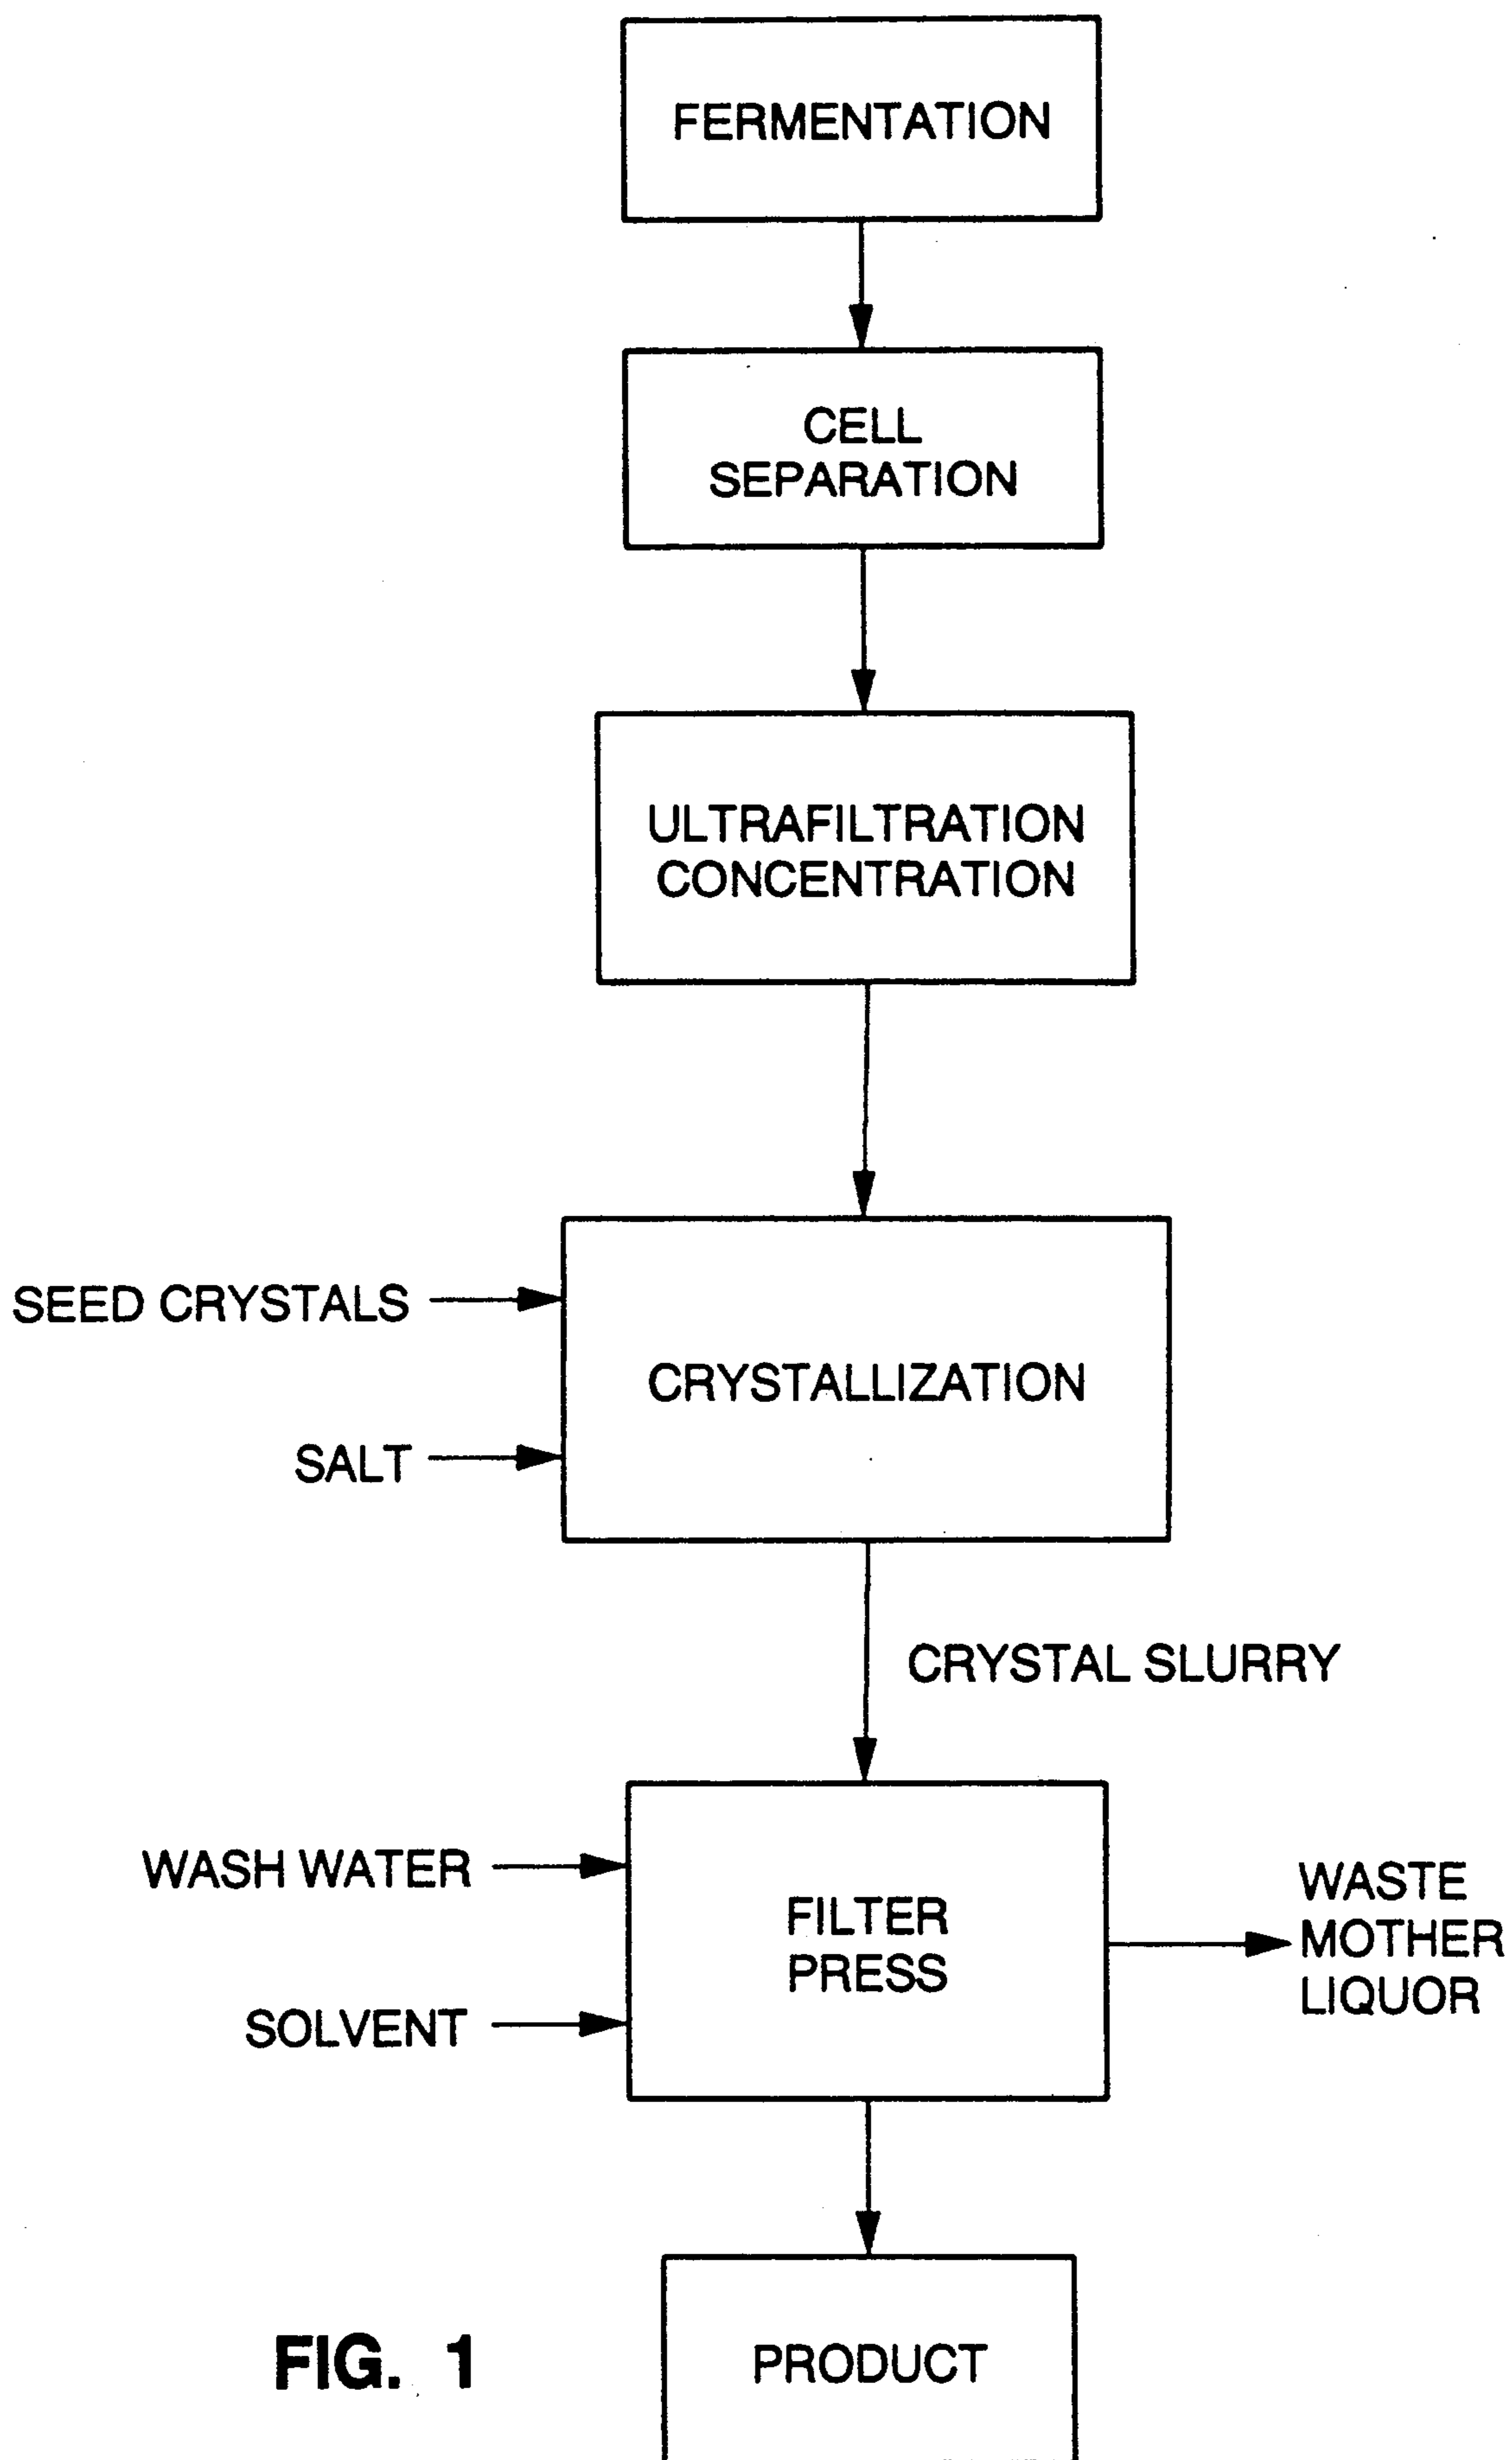 FERMENTATION
CELL
SEPARATION
ULTRAFILTRATION
CONCENTRATION
SEED CRYSTALS
CRYSTALLIZATION
SALT
CRYSTAL SLURRY
WASH WATER
FILTER
PRESS
SOLVENT
WASTE
MOTHER
LIQUOR
PRODUCT
FIG. 1